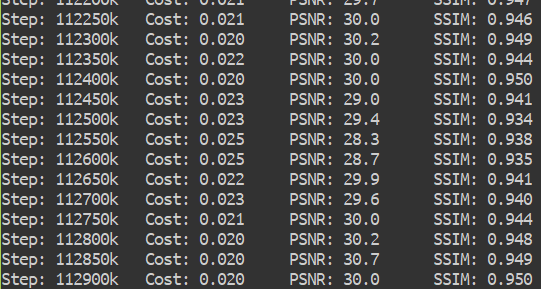 Step: 112200k Cost: 0.021 PSNR: 29.7 SSIM: 0.947
Step: 112250k Cost: 0.021 PSNR: 30.0 SSIM: 0.946
Step: 112300k Cost: 0.020 PSNR: 30.2 SSIM: 0.949
Step: 112350k Cost: 0.022 PSNR: 30.0 SSIM: 0.944
Step: 112400k Cost: 0.020 PSNR: 30.0 SSIM: 0.950
Step: 112450k Cost: 0.023 PSNR: 29.0 SSIM: 0.941
Step: 112500k Cost: 0.023 PSNR: 29.4 SSIM: 0.934
Step: 112550k Cost: 0.025 PSNR: 28.3 SSIM: 0.938
Step: 112600k Cost: 0.025 PSNR: 28.7 SSIM: 0.935
Step: 112650k Cost: 0.022 PSNR: 29.9 SSIM: 0.941
Step: 112700k Cost: 0.023 PSNR: 29.6 SSIM: 0.940
Step: 112750k Cost: 0.021 PSNR: 30.0 SSIM: 0.944
Step: 112800k Cost: 0.020 PSNR: 30.2 SSIM: 0.948
Step: 112850k Cost: 0.020 PSNR: 30.7 SSIM: 0.949
Step: 112900k Cost: 0.020 PSNR: 30.0 SSIM: 0.950